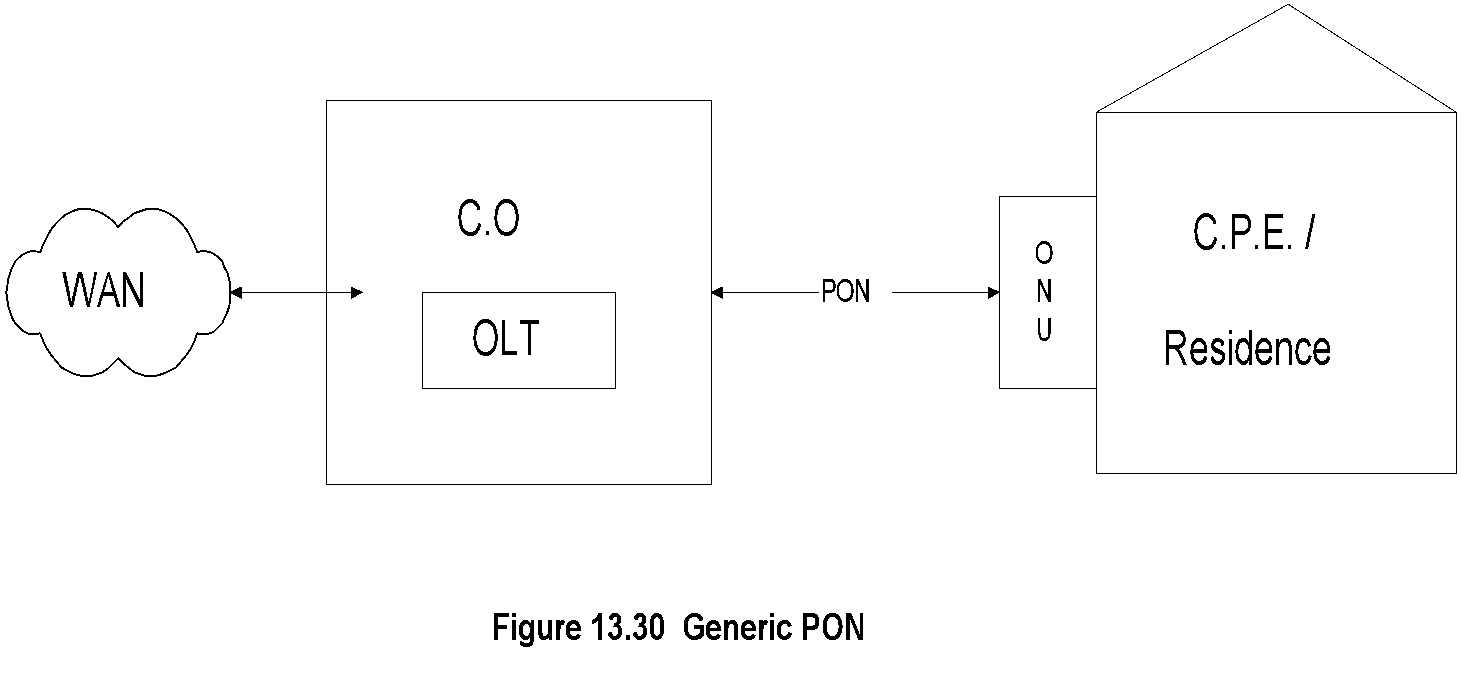 WAN
C.O
OLT
PON
O
N
U
C.P.E. /
Residence
Figure 13.30 Generic PON